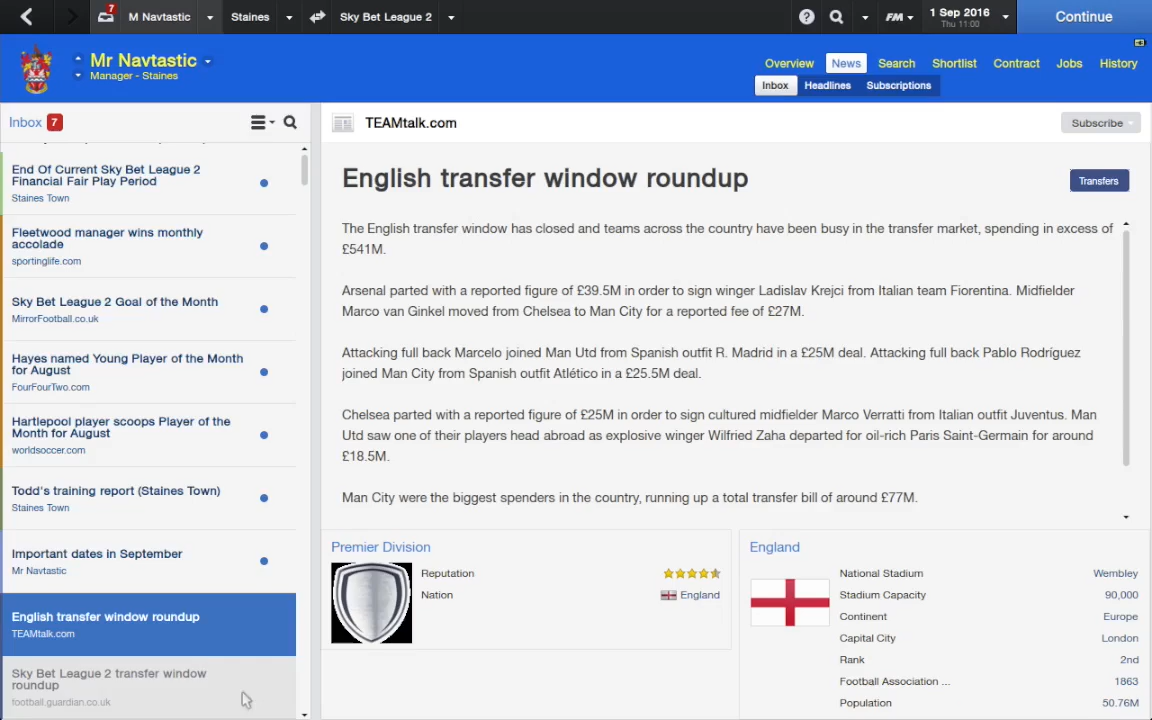 7
M Navtastic
Staines
Sky Bet League 2
FM
1 Sep 2016
Thu 11:00
Continue
Mr Navtastic
Manager - Staines
Overview
News
Search
Shortlist
Contract
Jobs
History
Inbox
Headlines
Subscriptions
Inbox 7
End Of Current Sky Bet League 2
Financial Fair Play Period
Staines Town
Fleetwood manager wins monthly
accolade
sportinglife.com
Sky Bet League 2 Goal of the Month
MirrorFootball.co.uk
Hayes named Young Player of the Month
for August
FourFourTwo.com
Hartlepool player scoops Player of the
Month for August
worldsoccer.com
Todd's training report (Staines Town)
Staines Town
Important dates in September
Mr Navtastic
English transfer window roundup
TEAMtalk.com
Sky Bet League 2 transfer window
roundup
football.guardian.co.uk
TEAMtalk.com
Subscribe
English transfer window roundup
Transfers
The English transfer window has closed and teams across the country have been busy in the transfer market, spending in excess of
£541M.
Arsenal parted with a reported figure of £39.5M in order to sign winger Ladislav Krejci from Italian team Fiorentina. Midfielder
Marco van Ginkel moved from Chelsea to Man City for a reported fee of £27M.
Attacking full back Marcelo joined Man Utd from Spanish outfit R. Madrid in a £25M deal. Attacking full back Pablo Rodríguez
joined Man City from Spanish outfit Atlético in a £25.5M deal.
Chelsea parted with a reported figure of £25M in order to sign cultured midfielder Marco Verratti from Italian outfit Juventus. Man
Utd saw one of their players head abroad as explosive winger Wilfried Zaha departed for oil-rich Paris Saint-Germain for around
£18.5M.
Man City were the biggest spenders in the country, running up a total transfer bill of around £77M.
Premier Division
Reputation
Nation England
England
National Stadium Wembley
Stadium Capacity 90,000
Continent Europe
Capital City London
Rank 2nd
Football Association ... 1863
Population 50.76M